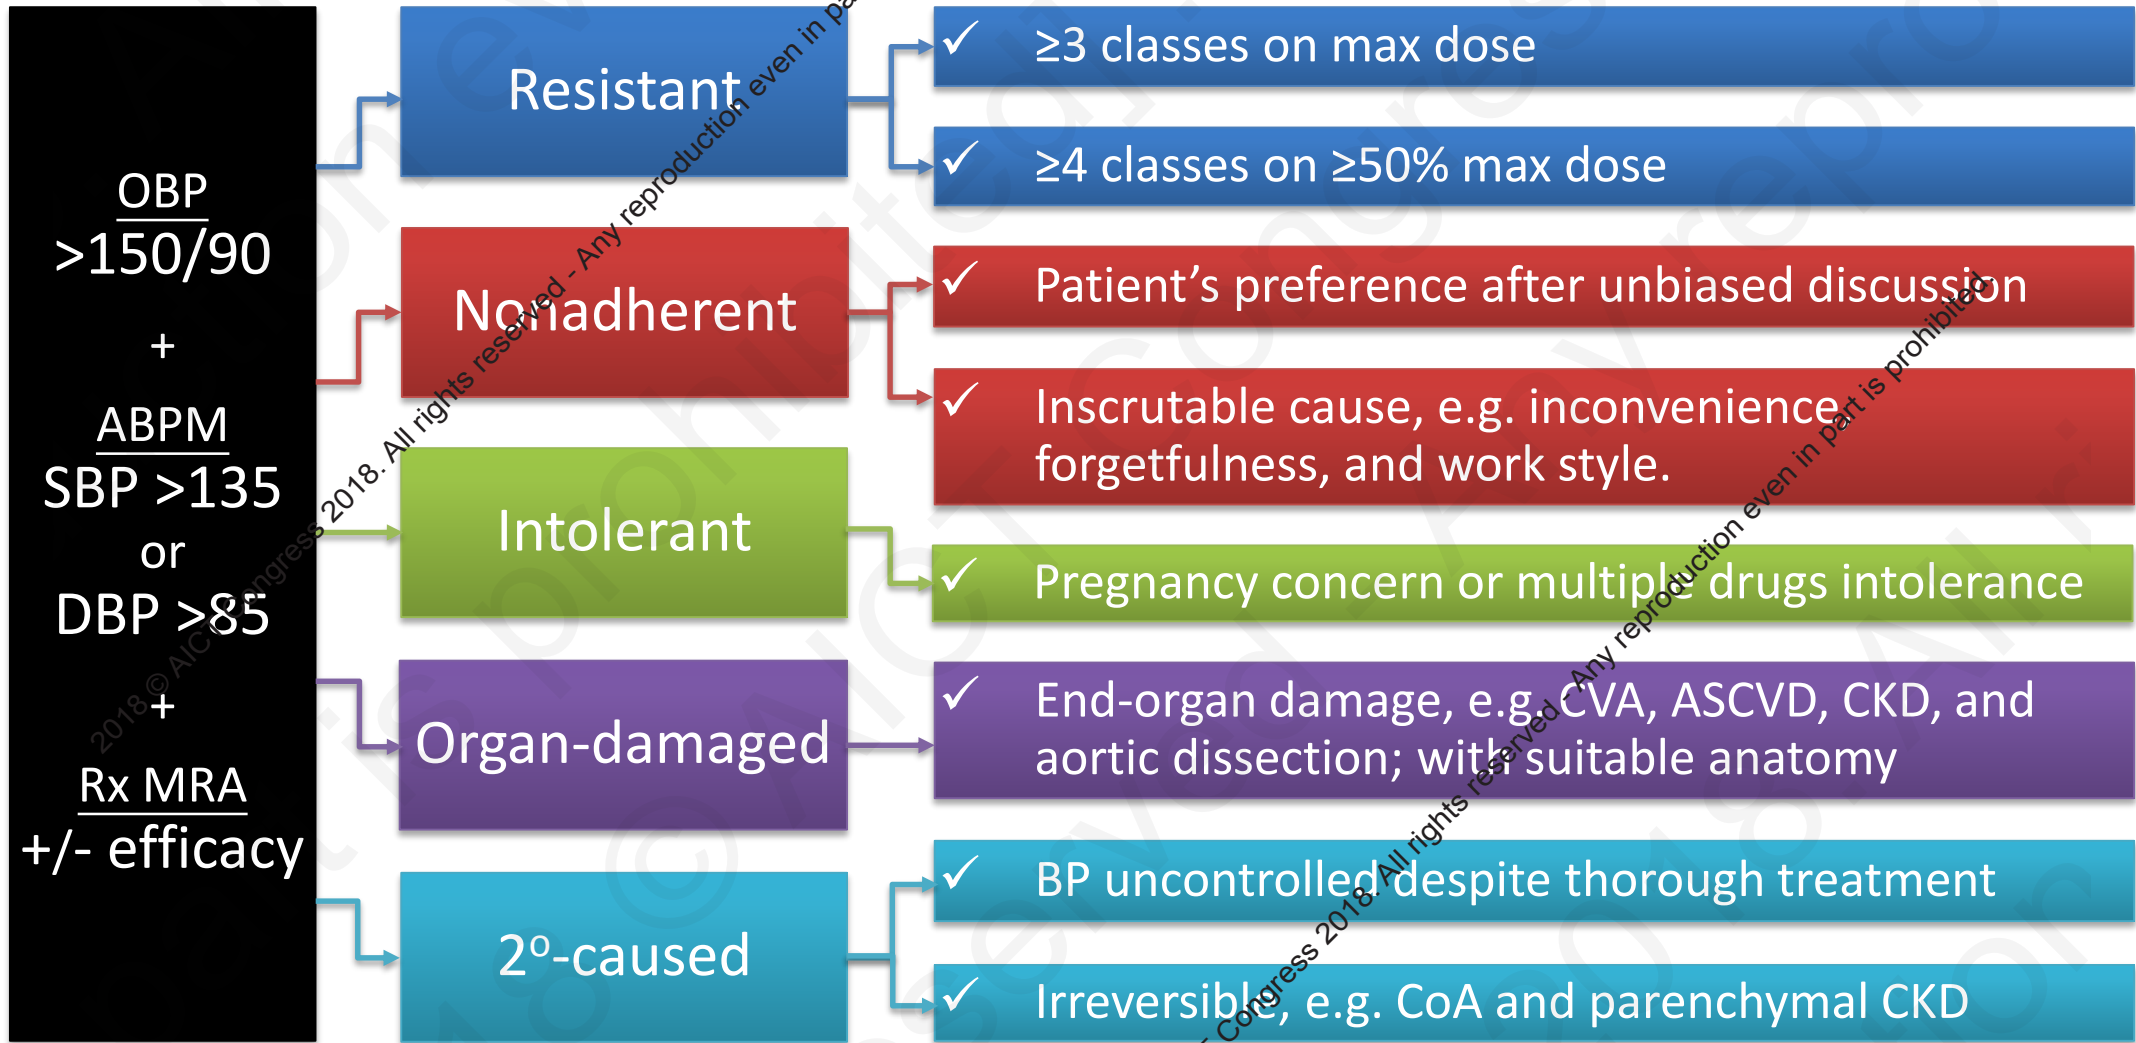 OBP
>150/90
+
ABPM
SBP >135
or
DBP >85
+
Rx MRA
+/- efficacy
Resistant
✓ ≥3 classes on max dose
✓ ≥4 classes on ≥50% max dose
Nonadherent
✓ Patient’s preference after unbiased discussion
✓ Inscrutable cause, e.g. inconvenience,
forgetfulness, and work style.
Intolerant
✓ Pregnancy concern or multiple drugs intolerance
Organ-damaged
✓ End-organ damage, e.g. CVA, ASCVD, CKD, and
aortic dissection; with suitable anatomy
2º-caused
✓ BP uncontrolled despite thorough treatment
✓ Irreversible, e.g. CoA and parenchymal CKD
2018 © AICT Congress 2018. All rights reserved - Any reproduction even in pa
Congress 2018. All rights reserved - Any reproduction even in part is prohibited.